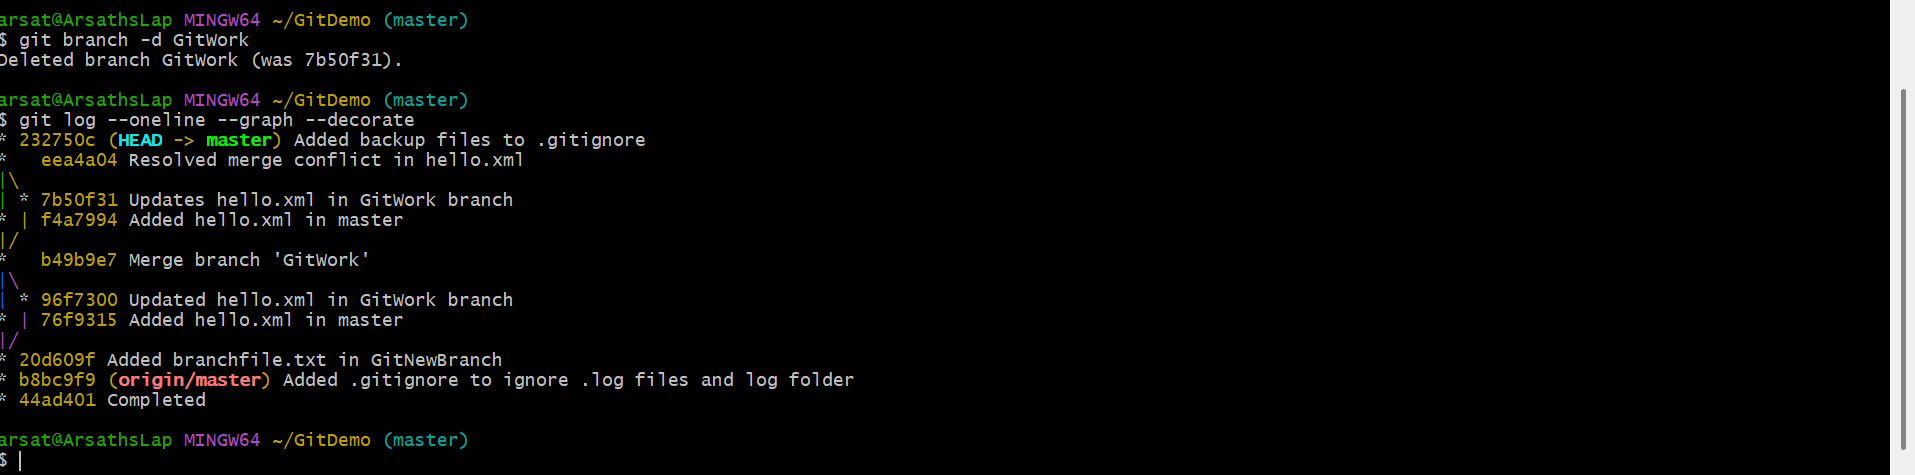 arsat@ArsathsLap MINGW64 ~/GitDemo (master)
$ git branch -d GitWork
Deleted branch GitWork (was 7b50f31).

arsat@ArsathsLap MINGW64 ~/GitDemo (master)
$ git log --oneline --graph --decorate
* 232750c (HEAD -> master) Added backup files to .gitignore
*   eea4a04 Resolved merge conflict in hello.xml
|\
| * 7b50f31 Updates hello.xml in GitWork branch
* | f4a7994 Added hello.xml in master
|/
*   b49b9e7 Merge branch 'GitWork'
|\
| * 96f7300 Updated hello.xml in GitWork branch
* | 76f9315 Added hello.xml in master
|/
* 20d609f Added branchfile.txt in GitNewBranch
* b8bc9f9 (origin/master) Added .gitignore to ignore .log files and log folder
* 44ad401 Completed

arsat@ArsathsLap MINGW64 ~/GitDemo (master)
$